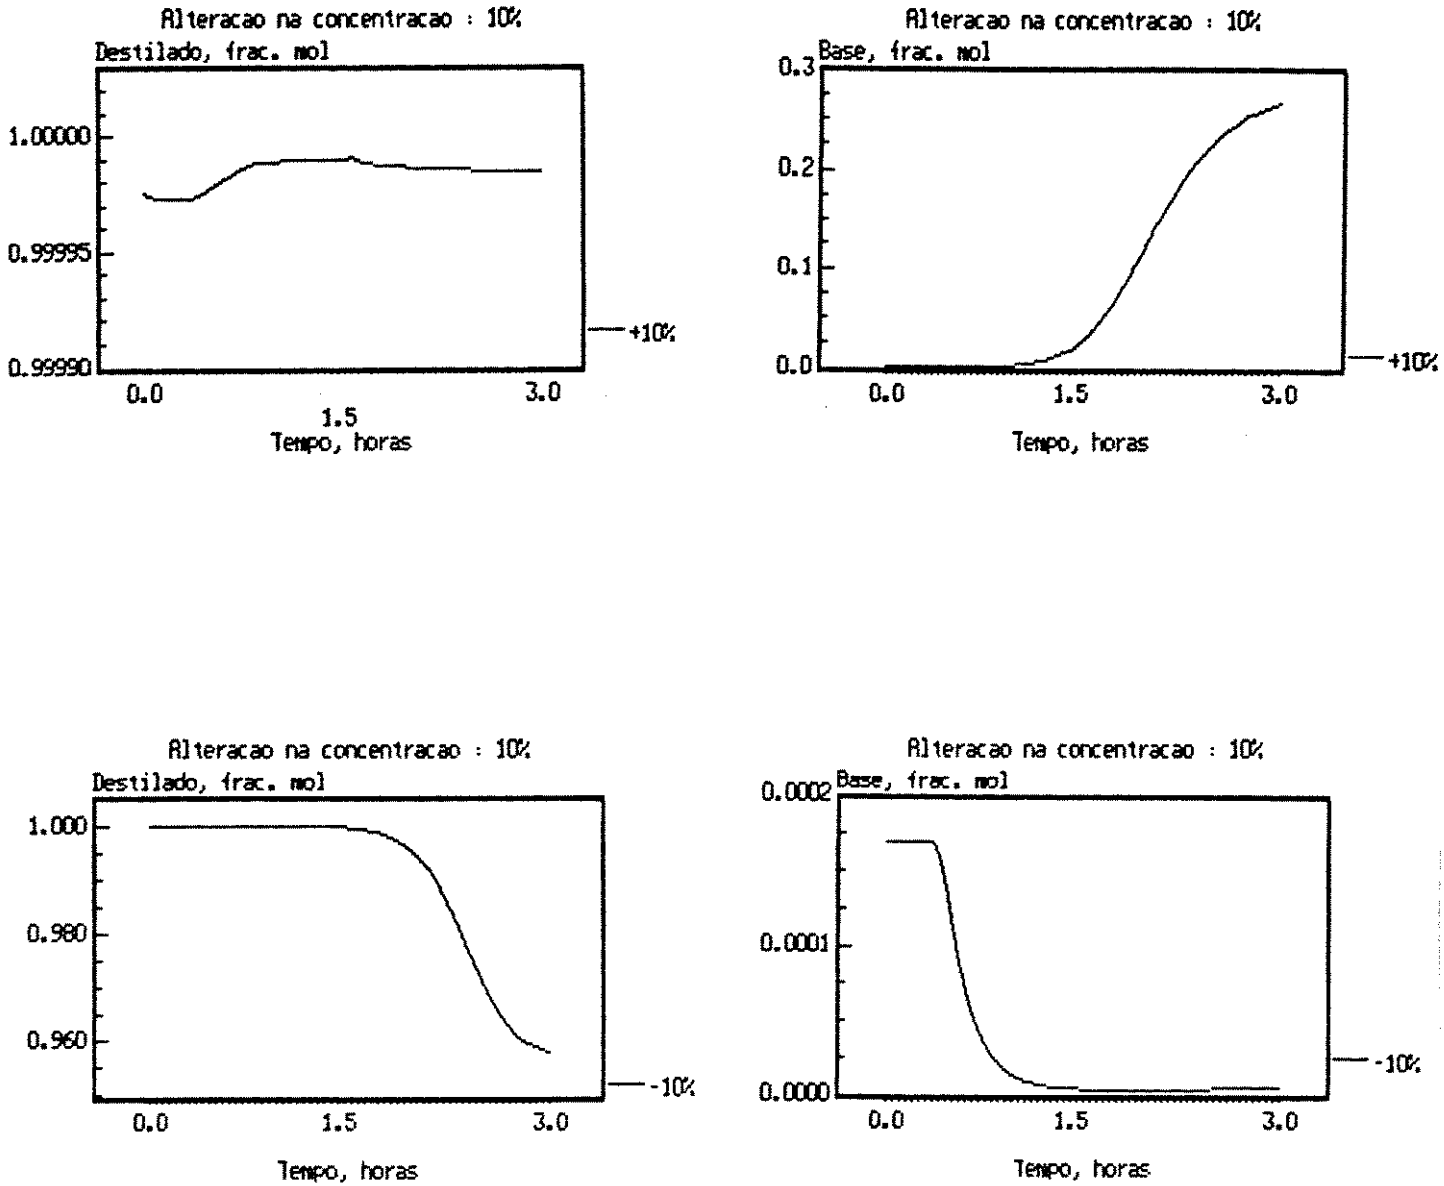 Alteracao na concentracao : 10%
Destilado, frac. mol
1.00000
0.99995
0.99990
+10%
0.0
1.5
3.0
Tempo, horas
Alteracao na concentracao : 10%
Base, frac. mol
0.3
0.2
0.1
0.0
+10%
0.0 1.5 3.0
Tempo, horas
Alteracao na concentracao : 10%
Destilado, frac. mol
1.000
0.980
0.960
-10%
0.0 1.5 3.0
Tempo, horas
Alteracao na concentracao : 10%
Base, frac. mol
0.0002
0.0001
0.0000
-10%
0.0 1.5 3.0
Tempo, horas